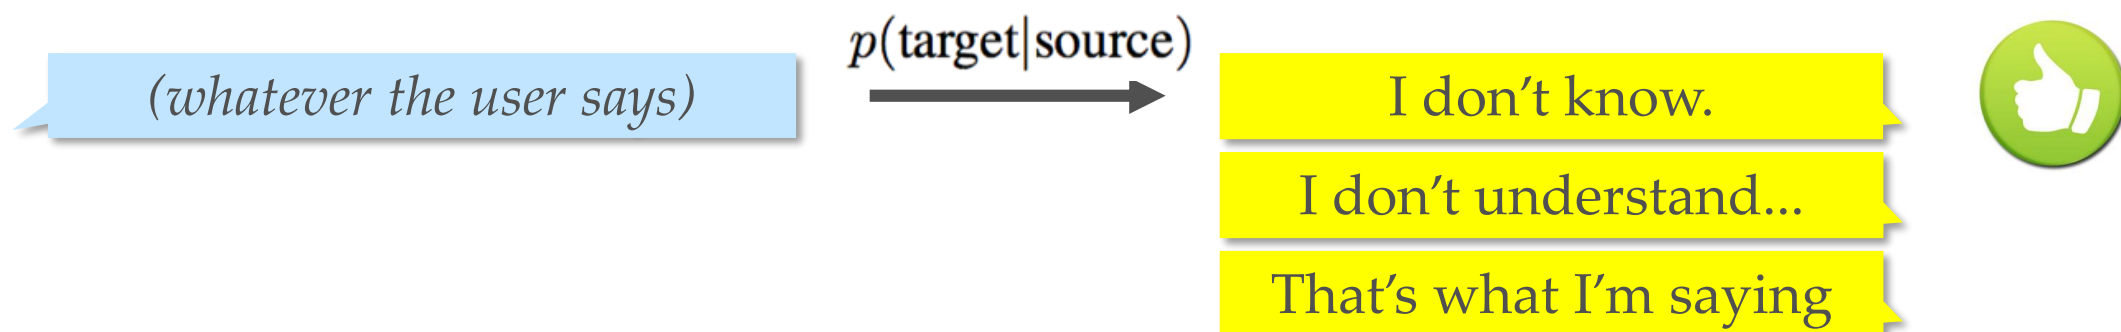 (whatever the user says)
p(target|source)
I don’t know.
I don’t understand...
That’s what I’m saying